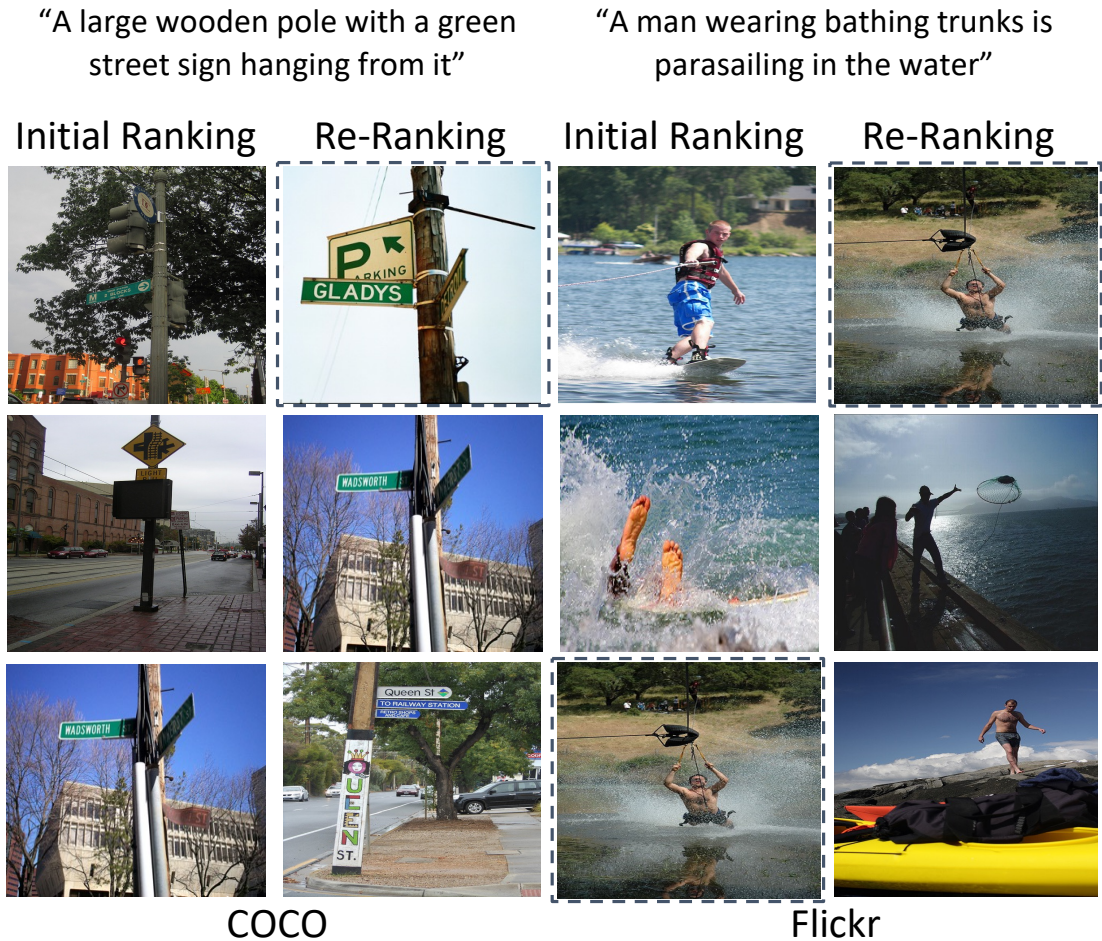 “A large wooden pole with a green
street sign hanging from it”
“A man wearing bathing trunks is
parasailing in the water”
Initial Ranking
Re-Ranking
Initial Ranking
Re-Ranking
P
ARKING
GLADYS
LIGHT
WADSWORTH
WADSWORTH
ST
Queen St
TO RAILWAY STATION
QUEEN
ST.
COCO
Flickr